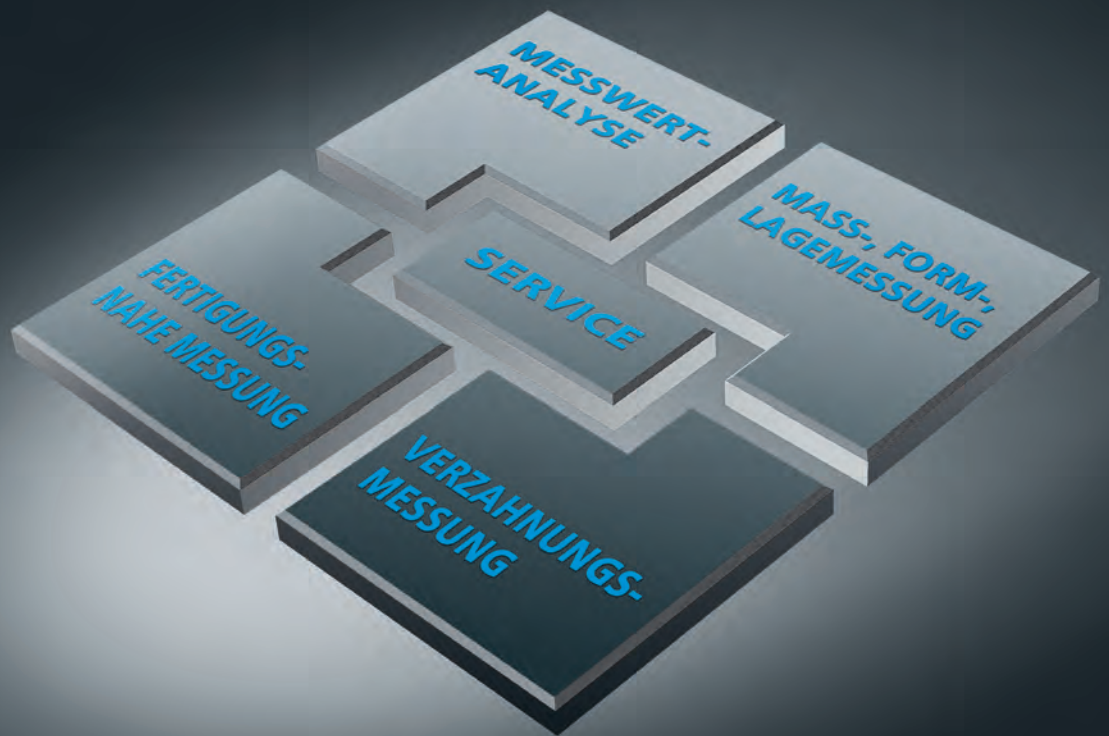 MESSWERT-
ANALYSE
MASS-, FORM-,
LAGEMESSUNG
SERVICE
FERTIGUNGS-
NAHE MESSUNG
VERZAHNUNGS-
MESSUNG